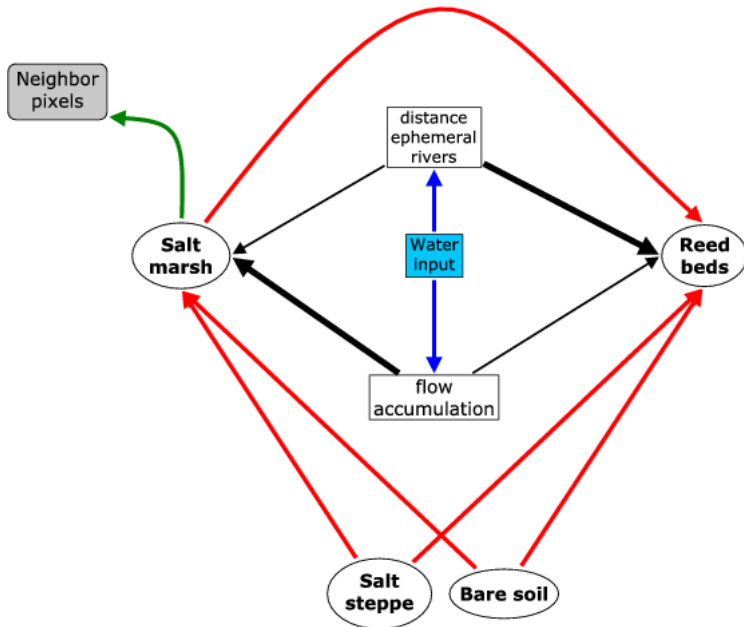 Neighbor
pixels
distance
ephemeral
rivers
Salt
marsh
Water
input
Reed
beds
flow
accumulation
Salt
steppe
Bare soil